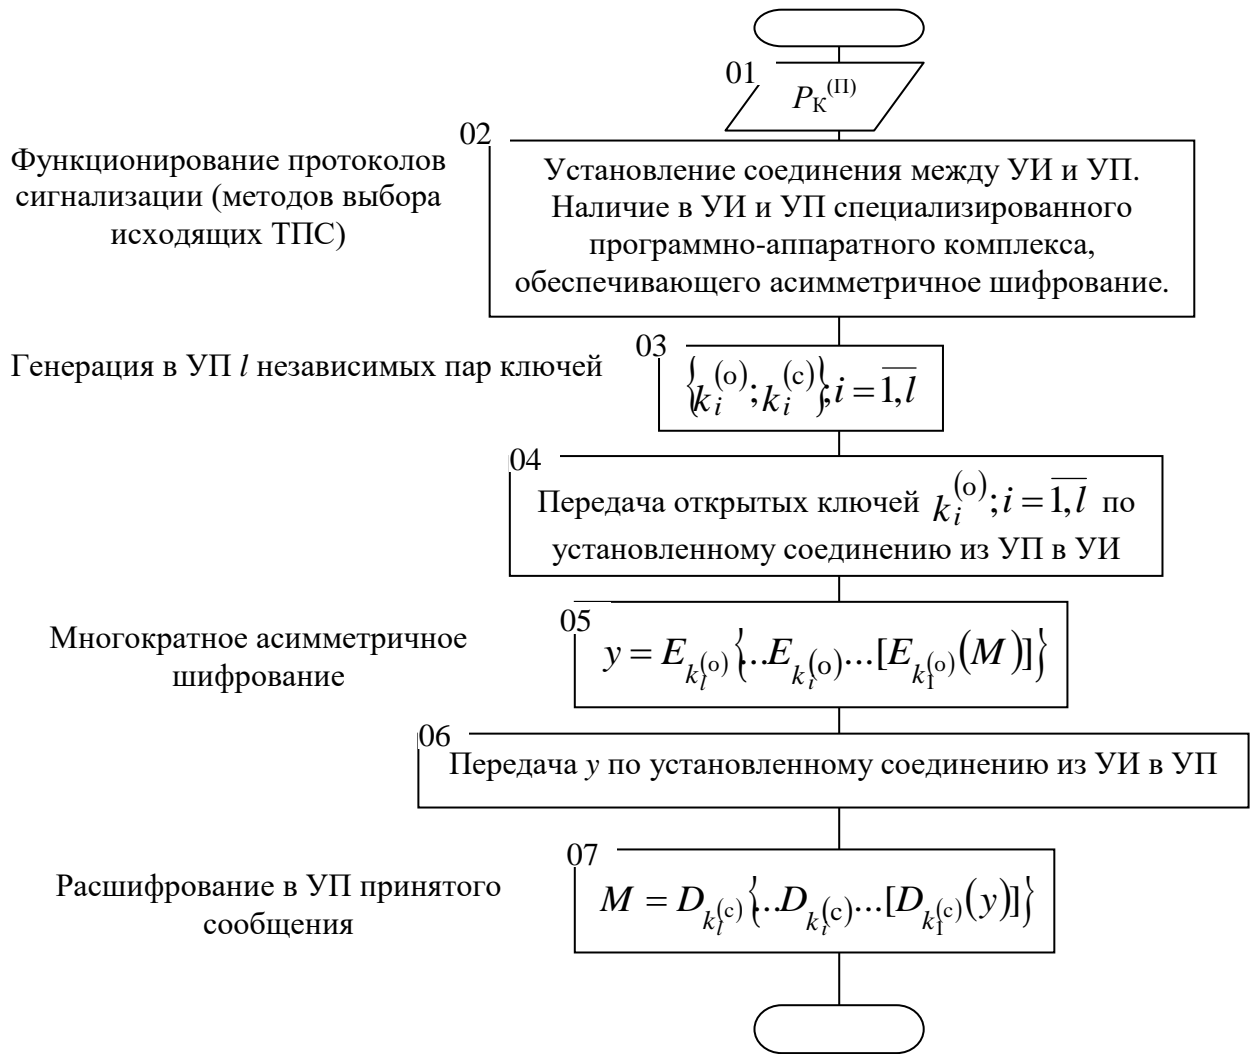 01
P_К^(П)
02
Функционирование протоколов
сигнализации (методов выбора
исходящих ТПС)
Установление соединения между УИ и УП.
Наличие в УИ и УП специализированного
программно-аппаратного комплекса,
обеспечивающего асимметричное шифрование.
Генерация в УП l независимых пар ключей
03
{k_i^(о); k_i^(с)}; i = \overline{1,l}
04
Передача открытых ключей k_i^(о); i = \overline{1,l} по
установленному соединению из УП в УИ
Многократное асимметричное
шифрование
05
y = E_{k_l^(о)}{...E_{k_i^(о)}...[E_{k_1^(о)}(M)]}
06
Передача y по установленному соединению из УИ в УП
Расшифрование в УП принятого
сообщения
07
M = D_{k_l^(с)}{...D_{k_i^(с)}...[D_{k_1^(с)}(y)]}